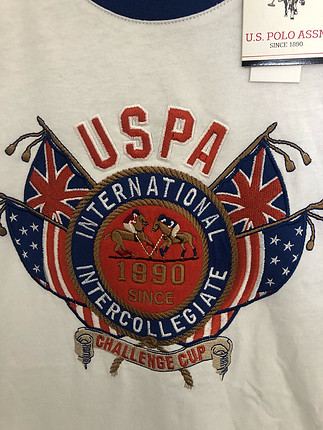 U.S. POLO ASSN
SINCE 1890
USPA
INTERNATIONAL
1890
SINCE
INTERCOLLEGIATE
CHALLENGE CUP